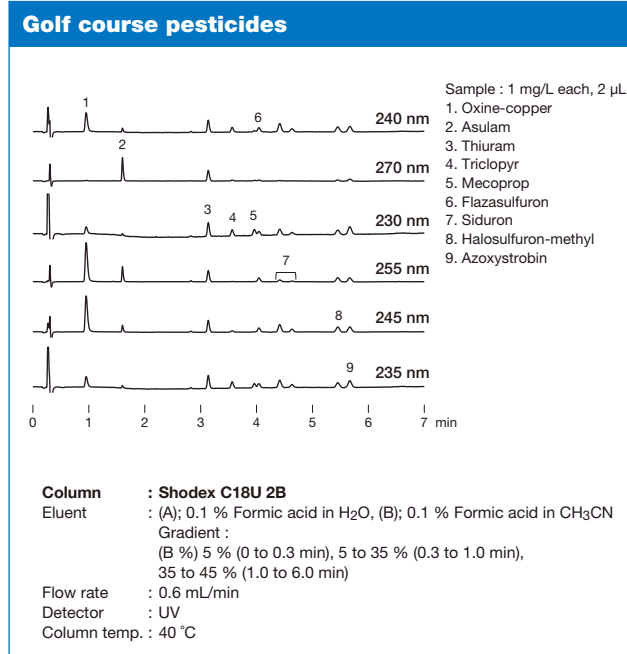 Golf course pesticides
Sample : 1 mg/L each, 2 µL
1. Oxine-copper
2. Asulam
3. Thiuram
4. Triclopyr
5. Mecoprop
6. Flazasulfuron
7. Siduron
8. Halosulfuron-methyl
9. Azoxystrobin
1
6
240 nm
2
270 nm
3 4 5
230 nm
7
255 nm
8
245 nm
9
235 nm
0 1 2 3 4 5 6 7 min
Column : Shodex C18U 2B
Eluent : (A); 0.1 % Formic acid in H₂O, (B); 0.1 % Formic acid in CH₃CN
Gradient :
(B %) 5 % (0 to 0.3 min), 5 to 35 % (0.3 to 1.0 min),
35 to 45 % (1.0 to 6.0 min)
Flow rate : 0.6 mL/min
Detector : UV
Column temp. : 40 ˚C